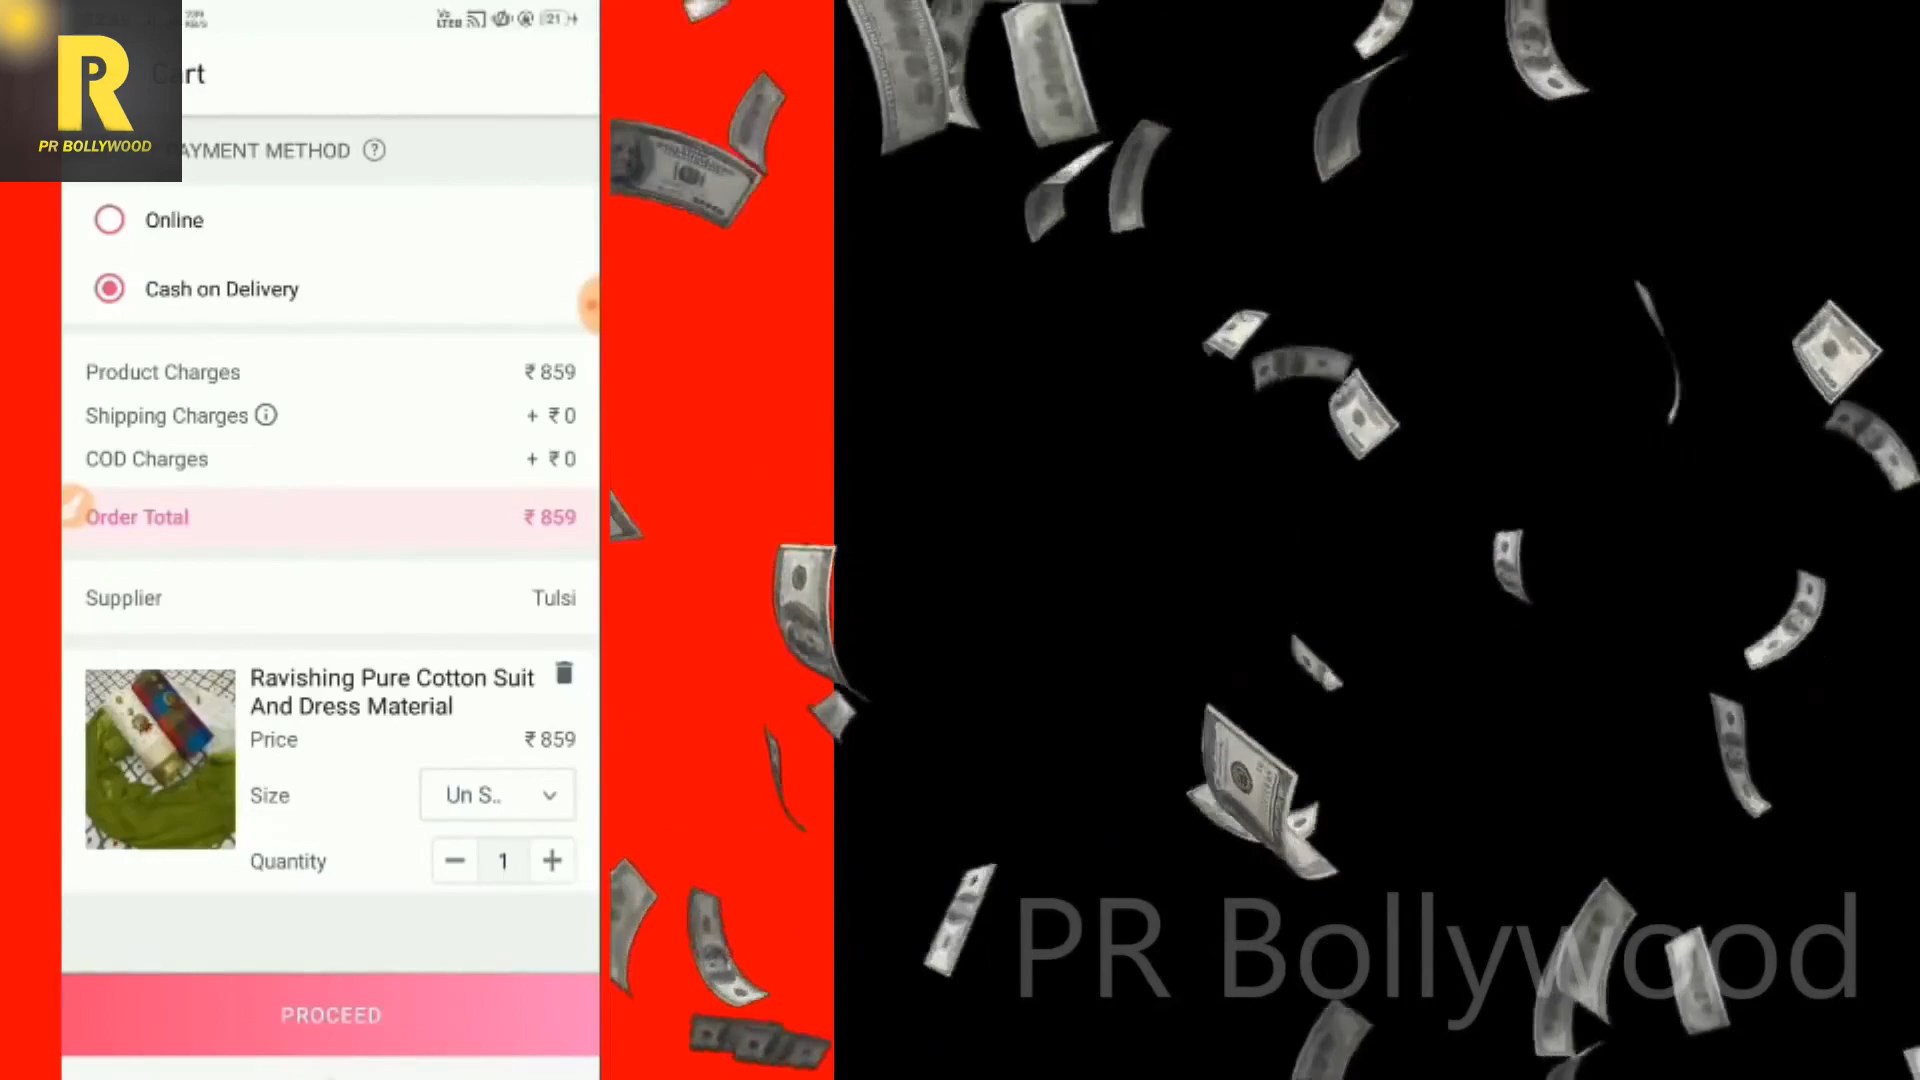 R
P
PR BOLLYWOOD
Cart
AYMENT METHOD
Online
Cash on Delivery
Product Charges ₹ 859
Shipping Charges + ₹ 0
COD Charges + ₹ 0
Order Total ₹ 859
Supplier Tulsi
Ravishing Pure Cotton Suit
And Dress Material
Price ₹ 859
Size Un S..
Quantity 1
PROCEED
PR Bollywood